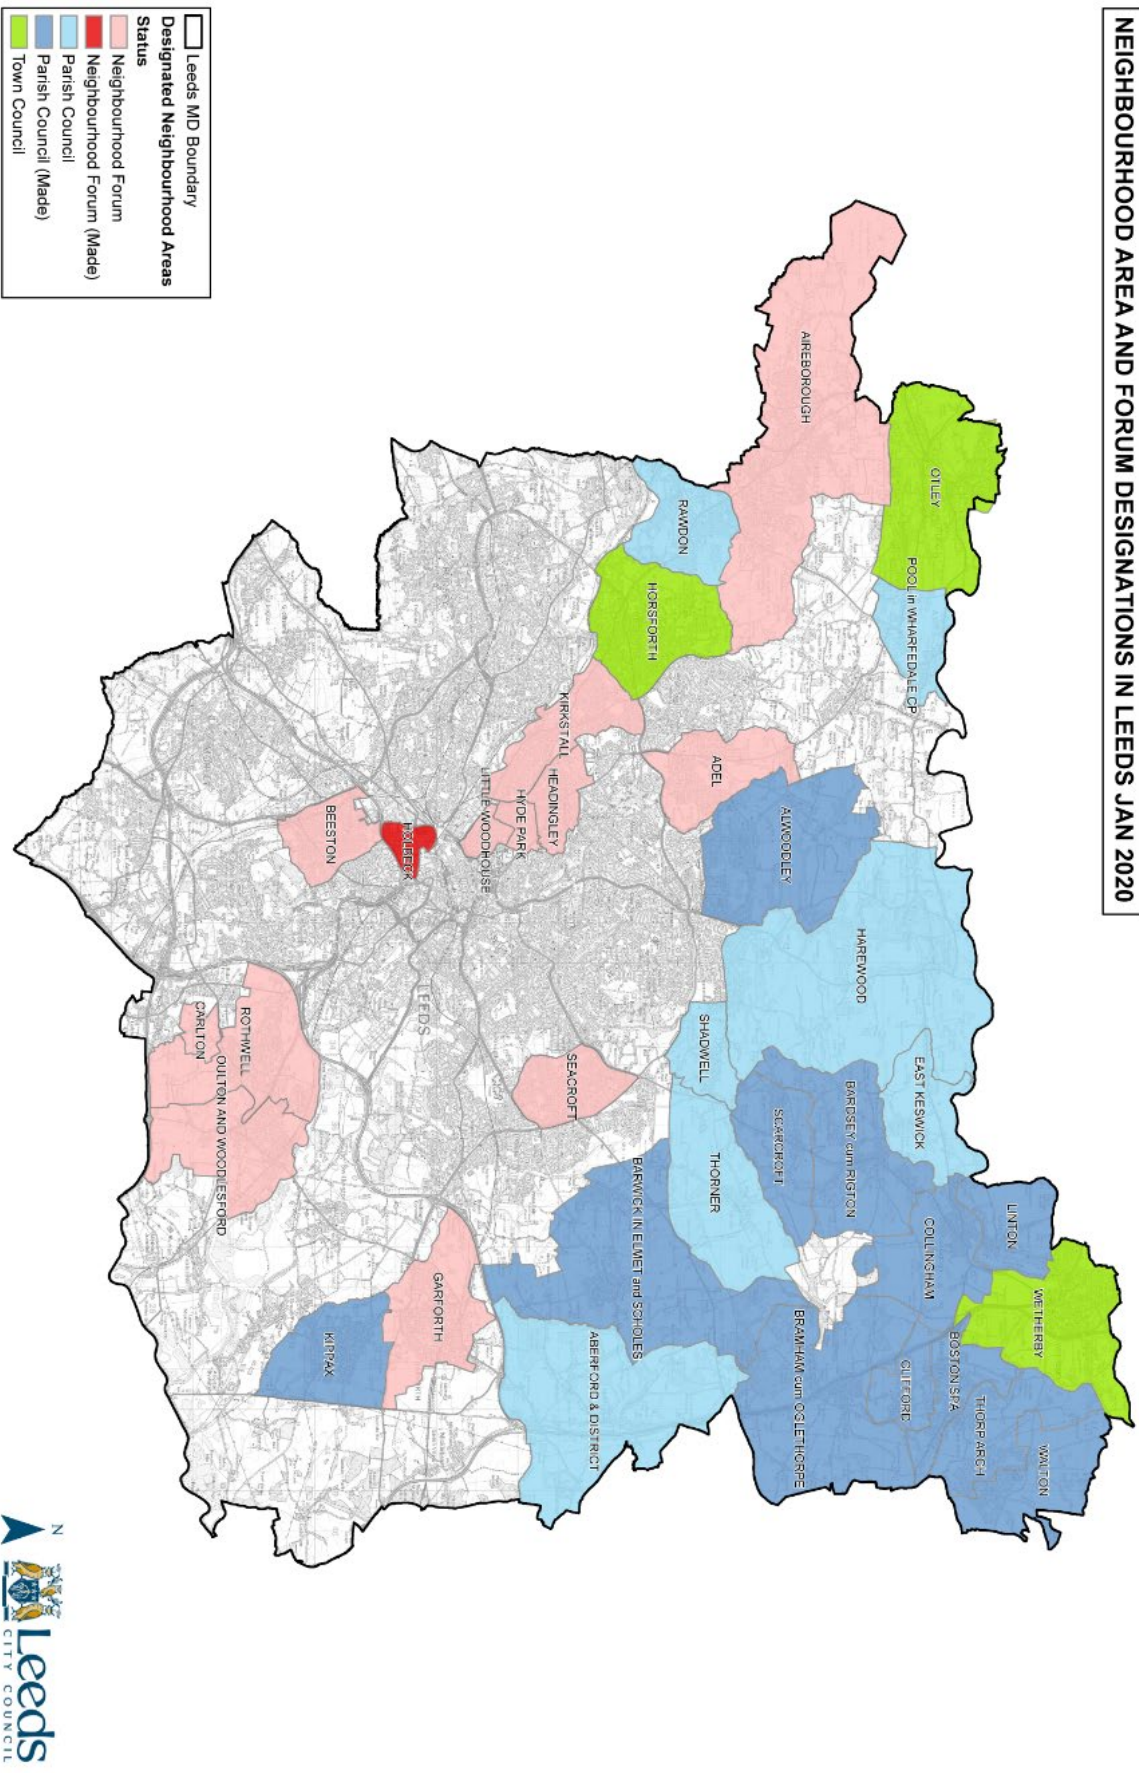 NEIGHBOURHOOD AREA AND FORUM DESIGNATIONS IN LEEDS JAN 2020
OTLEY
POOL in WHARFEDALE CP
AIREBOROUGH
RAWDON
HORSFORTH
KIRKSTALL
HEADINGLEY
HYDE PARK
LITTLE WOODHOUSE
ADEL
ALWOODLEY
HAREWOOD
EAST KESWICK
SHADWELL
SCARCROFT
BARDSEY cum RIGTON
THORNER
LINTON
COLLINGHAM
WETHERBY
BOSTON SPA
CLIFFORD
THORP ARCH
WALTON
BRAMHAM cum OGLETHORPE
BARWICK IN ELMET and SCHOLES
ABERFORD & DISTRICT
SEACROFT
GARFORTH
KIPPAX
LEEDS
HOLBECK
BEESTON
ROTHWELL
CARLTON
OULTON AND WOODLESFORD
Leeds MD Boundary
Designated Neighbourhood Areas
Status
Neighbourhood Forum
Neighbourhood Forum (Made)
Parish Council
Parish Council (Made)
Town Council
N
Leeds
CITY COUNCIL